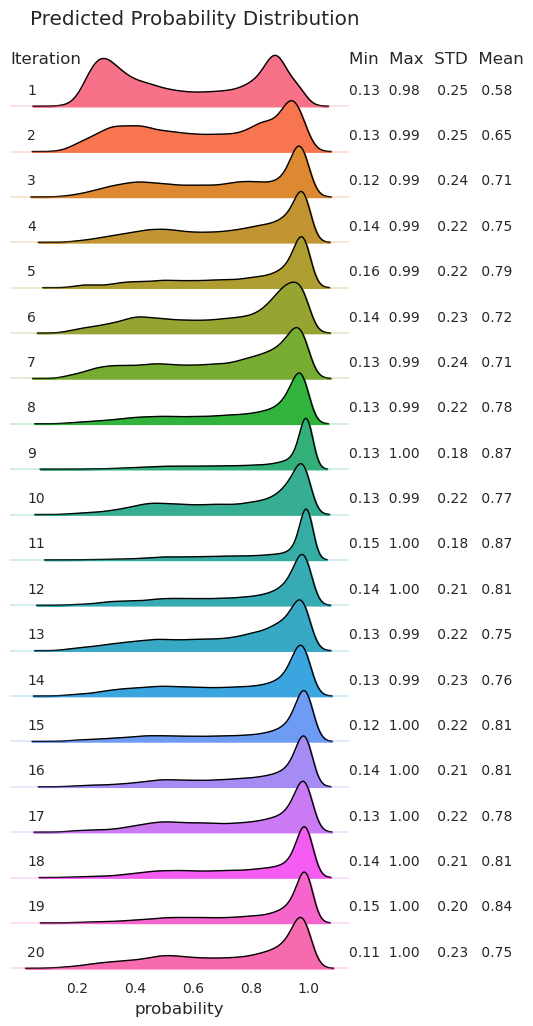 Predicted Probability Distribution
Iteration Min Max STD Mean
1 0.13 0.98 0.25 0.58
2 0.13 0.99 0.25 0.65
3 0.12 0.99 0.24 0.71
4 0.14 0.99 0.22 0.75
5 0.16 0.99 0.22 0.79
6 0.14 0.99 0.23 0.72
7 0.13 0.99 0.24 0.71
8 0.13 0.99 0.22 0.78
9 0.13 1.00 0.18 0.87
10 0.13 0.99 0.22 0.77
11 0.15 1.00 0.18 0.87
12 0.14 1.00 0.21 0.81
13 0.13 0.99 0.22 0.75
14 0.13 0.99 0.23 0.76
15 0.12 1.00 0.22 0.81
16 0.14 1.00 0.21 0.81
17 0.13 1.00 0.22 0.78
18 0.14 1.00 0.21 0.81
19 0.15 1.00 0.20 0.84
20 0.11 1.00 0.23 0.75
0.2 0.4 0.6 0.8 1.0
probability